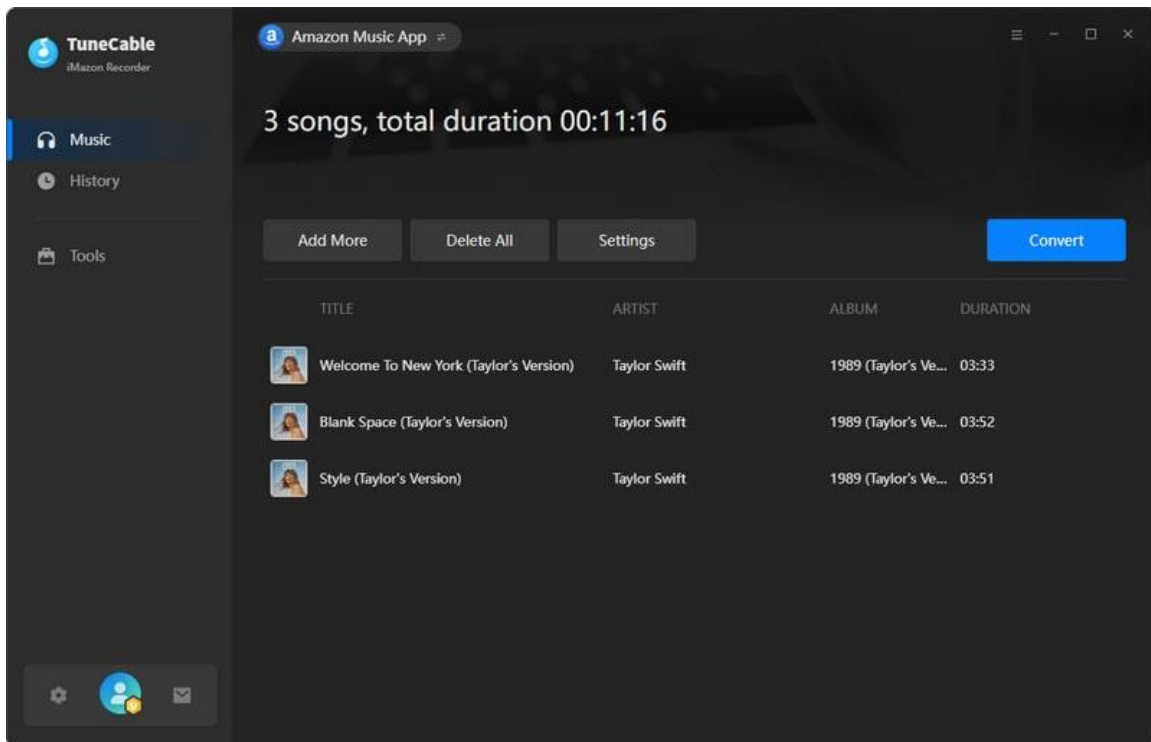 TuneCable
iMazon Recorder
Music
History
Tools
a Amazon Music App
3 songs, total duration 00:11:16
Add More Delete All Settings Convert
TITLE ARTIST ALBUM DURATION
Welcome To New York (Taylor's Version) Taylor Swift 1989 (Taylor's Ve... 03:33
Blank Space (Taylor's Version) Taylor Swift 1989 (Taylor's Ve... 03:52
Style (Taylor's Version) Taylor Swift 1989 (Taylor's Ve... 03:51